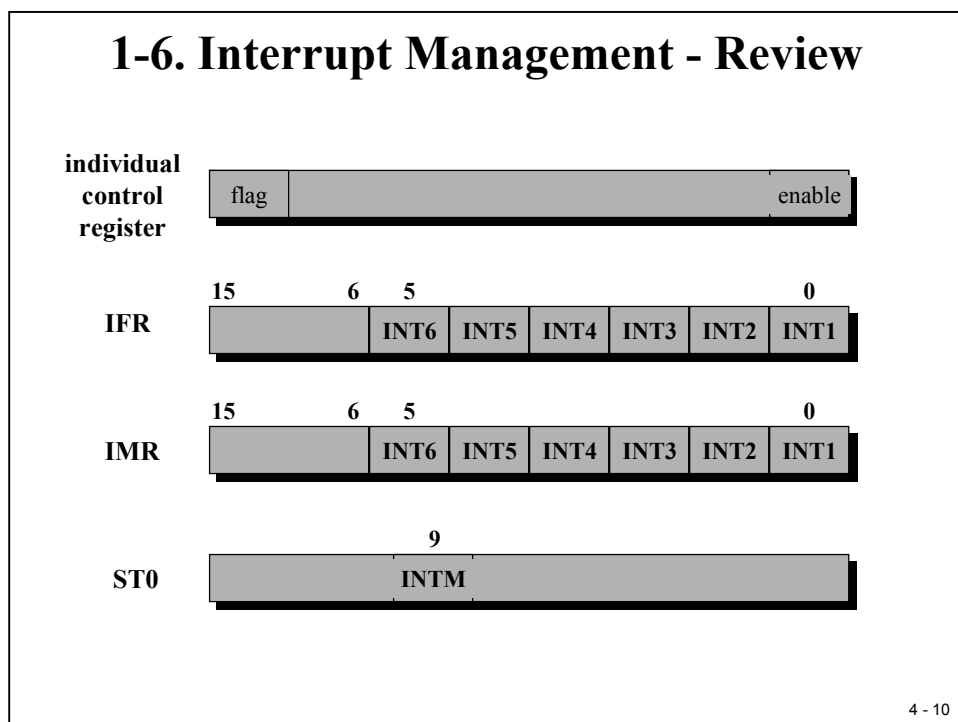 1-6. Interrupt Management - Review
individual
control
register
flag enable
15 6 5 0
IFR INT6 INT5 INT4 INT3 INT2 INT1
15 6 5 0
IMR INT6 INT5 INT4 INT3 INT2 INT1
9
ST0 INTM
4 - 10